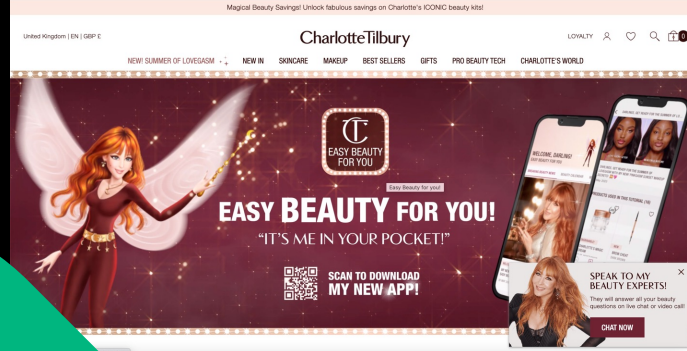 Magical Beauty Savings! Unlock fabulous savings on Charlotte's ICONIC beauty kits!
United Kingdom | EN | GBP £
CharlotteTilbury
LOYALTY
0
NEW! SUMMER OF LOVEGASM
NEW IN
SKINCARE
MAKEUP
BEST SELLERS
GIFTS
PRO BEAUTY TECH
CHARLOTTE'S WORLD
CT
EASY BEAUTY
FOR YOU
Easy Beauty for you!
EASY BEAUTY FOR YOU!
“IT'S ME IN YOUR POCKET!”
SCAN TO DOWNLOAD
MY NEW APP!
WELCOME, DARLING!
SPEAK TO MY
BEAUTY EXPERTS!
They will answer all your beauty
questions on live chat or video call!
CHAT NOW